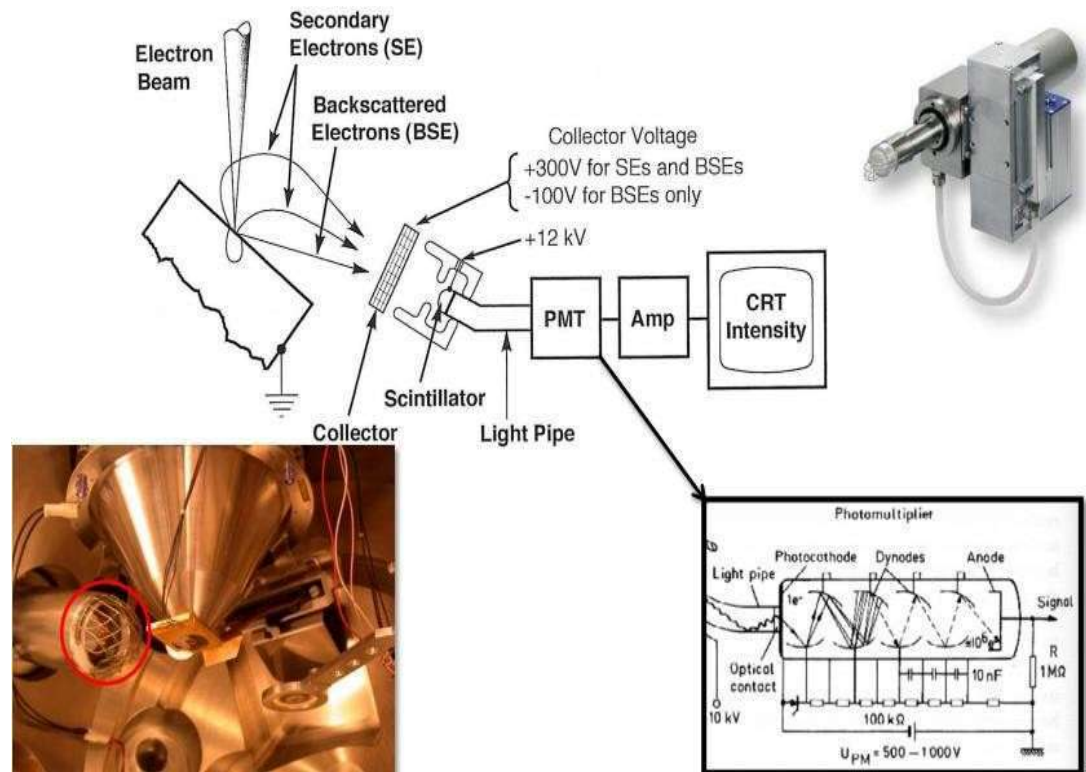 Secondary
Electrons (SE)
Electron
Beam
Backscattered
Electrons (BSE)
Collector Voltage
+300V for SEs and BSEs
-100V for BSEs only
+12 kV
PMT
Amp
CRT
Intensity
Scintillator
Collector
Light Pipe
Photomultiplier
Photocathode
Dynodes
Anode
Light pipe
1e⁻
Signal
Optical
contact
10 nF
R
1MΩ
10 kV
100 kΩ
U_PM = 500 – 1000 V